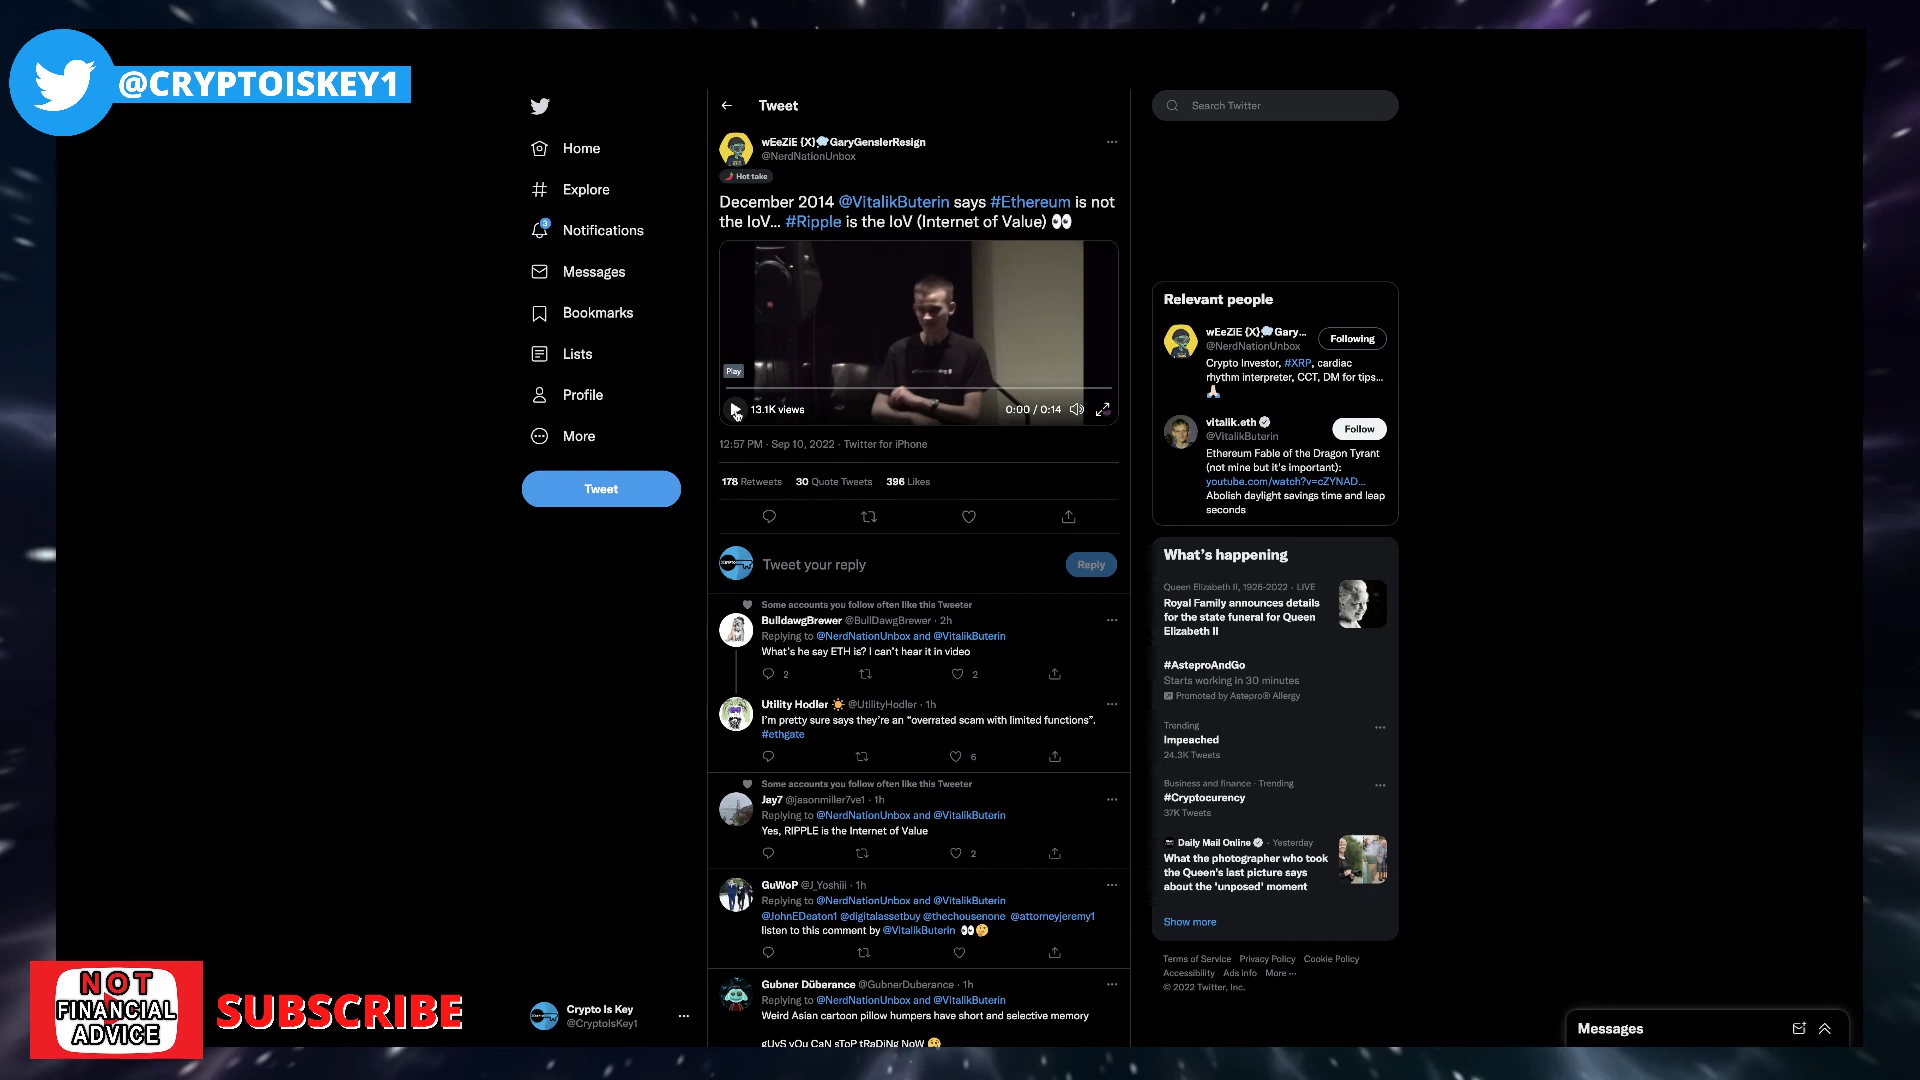 @CRYPTOISKEY1
Home
Explore
3
Notifications
Messages
Bookmarks
Lists
Profile
More
Tweet
Tweet
wEeZiE {X}💭GaryGenslerResign
@NerdNationUnbox
🌶️ Hot take
December 2014 @VitalikButerin says #Ethereum is not
the IoV... #Ripple is the IoV (Internet of Value) 👀
Play
13.1K views
0:00 / 0:14
12:57 PM · Sep 10, 2022 · Twitter for iPhone
178 Retweets 30 Quote Tweets 396 Likes
Tweet your reply
Reply
Some accounts you follow often like this Tweeter
BulldawgBrewer @BullDawgBrewer · 2h
Replying to @NerdNationUnbox and @VitalikButerin
What's he say ETH is? I can't hear it in video
2
2
Utility Hodler ☀️ @UtilityHodler · 1h
I'm pretty sure says they're an "overrated scam with limited functions".
#ethgate
6
Some accounts you follow often like this Tweeter
Jay7 @jasonmiller7ve1 · 1h
Replying to @NerdNationUnbox and @VitalikButerin
Yes, RIPPLE is the Internet of Value
2
GuWoP @J_Yoshiii · 1h
Replying to @NerdNationUnbox and @VitalikButerin
@JohnEDeaton1 @digitalassetbuy @thechousenone @attorneyjeremy1
listen to this comment by @VitalikButerin 👀🤔
Gubner Düberance @GubnerDuberance · 1h
Replying to @NerdNationUnbox and @VitalikButerin
Weird Asian cartoon pillow humpers have short and selective memory
gUyS yOu CaN sToP tRaDiNg NoW
Search Twitter
Relevant people
wEeZiE {X}💭Gary...
@NerdNationUnbox
Following
Crypto Investor, #XRP, cardiac
rhythm interpreter, CCT, DM for tips...
🙏🏻
vitalik.eth
@VitalikButerin
Follow
Ethereum Fable of the Dragon Tyrant
(not mine but it's important):
youtube.com/watch?v=cZYNAD...
Abolish daylight savings time and leap
seconds
What's happening
Queen Elizabeth II, 1926-2022 · LIVE
Royal Family announces details
for the state funeral for Queen
Elizabeth II
#AsteproAndGo
Starts working in 30 minutes
Promoted by Astepro® Allergy
Trending
Impeached
24.3K Tweets
Business and finance · Trending
#Cryptocurency
37K Tweets
Daily Mail Online · Yesterday
What the photographer who took
the Queen's last picture says
about the 'unposed' moment
Show more
Terms of Service Privacy Policy Cookie Policy
Accessibility Ads info More ···
© 2022 Twitter, Inc.
Messages
Crypto Is Key
@CryptoIsKey1
NOT
FINANCIAL
ADVICE
SUBSCRIBE